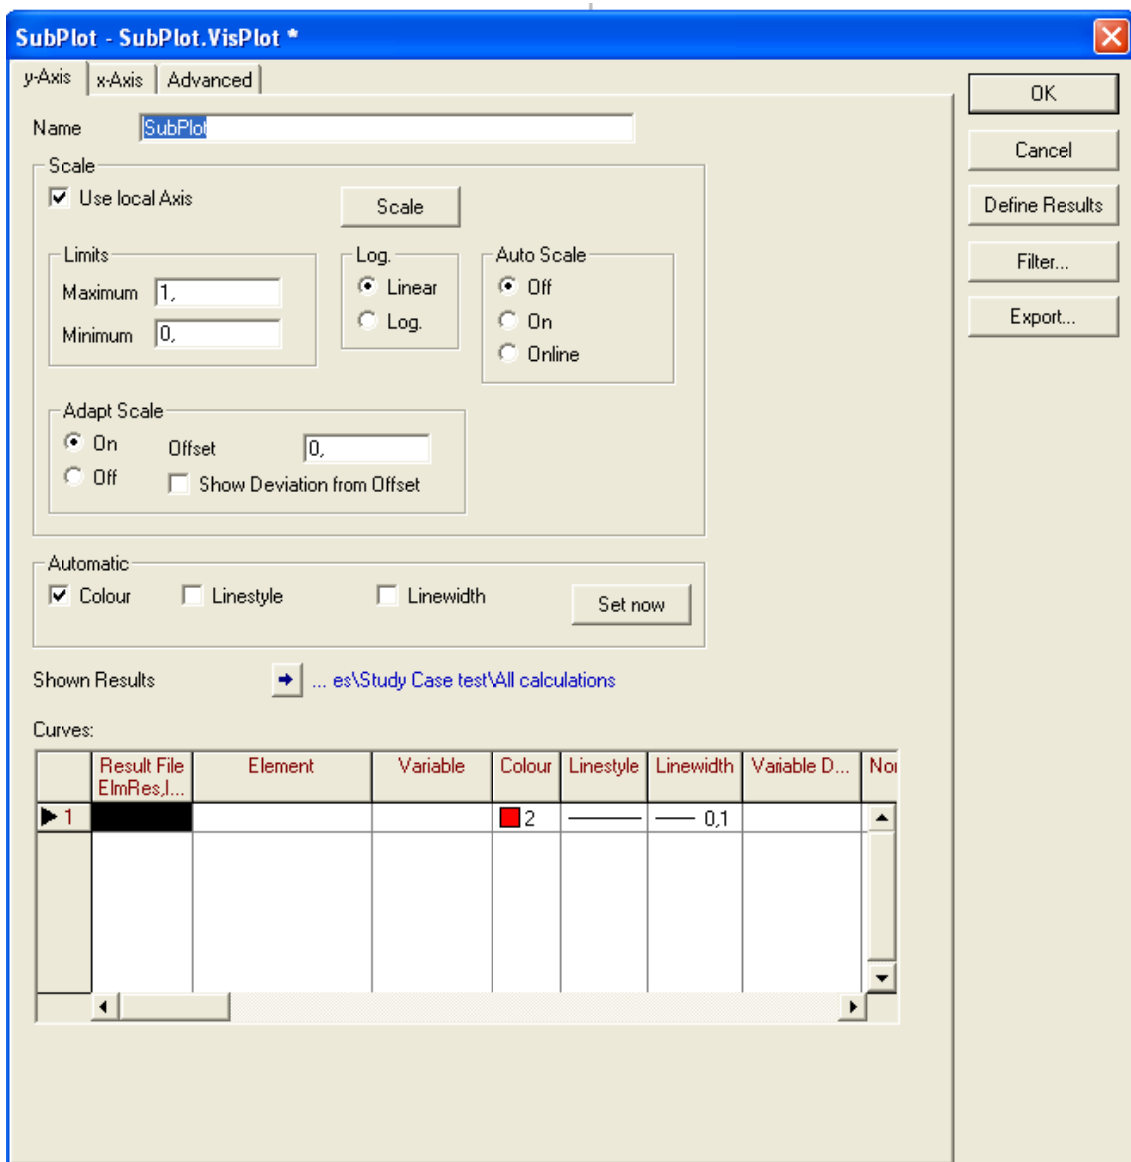 SubPlot - SubPlot.VisPlot *
y-Axis x-Axis Advanced
OK
Name SubPlot
Cancel
Scale
Use local Axis Scale
Define Results
Limits Log. Auto Scale
Filter...
Maximum 1, Linear Off
Export...
Minimum 0, Log. On
Online
Adapt Scale
On Offset 0,
Off Show Deviation from Offset
Automatic
Colour Linestyle Linewidth Set now
Shown Results ... es\Study Case test\All calculations
Curves:
Result File Element Variable Colour Linestyle Linewidth Variable D... Nor
ElmRes,I...
1 2 0,1